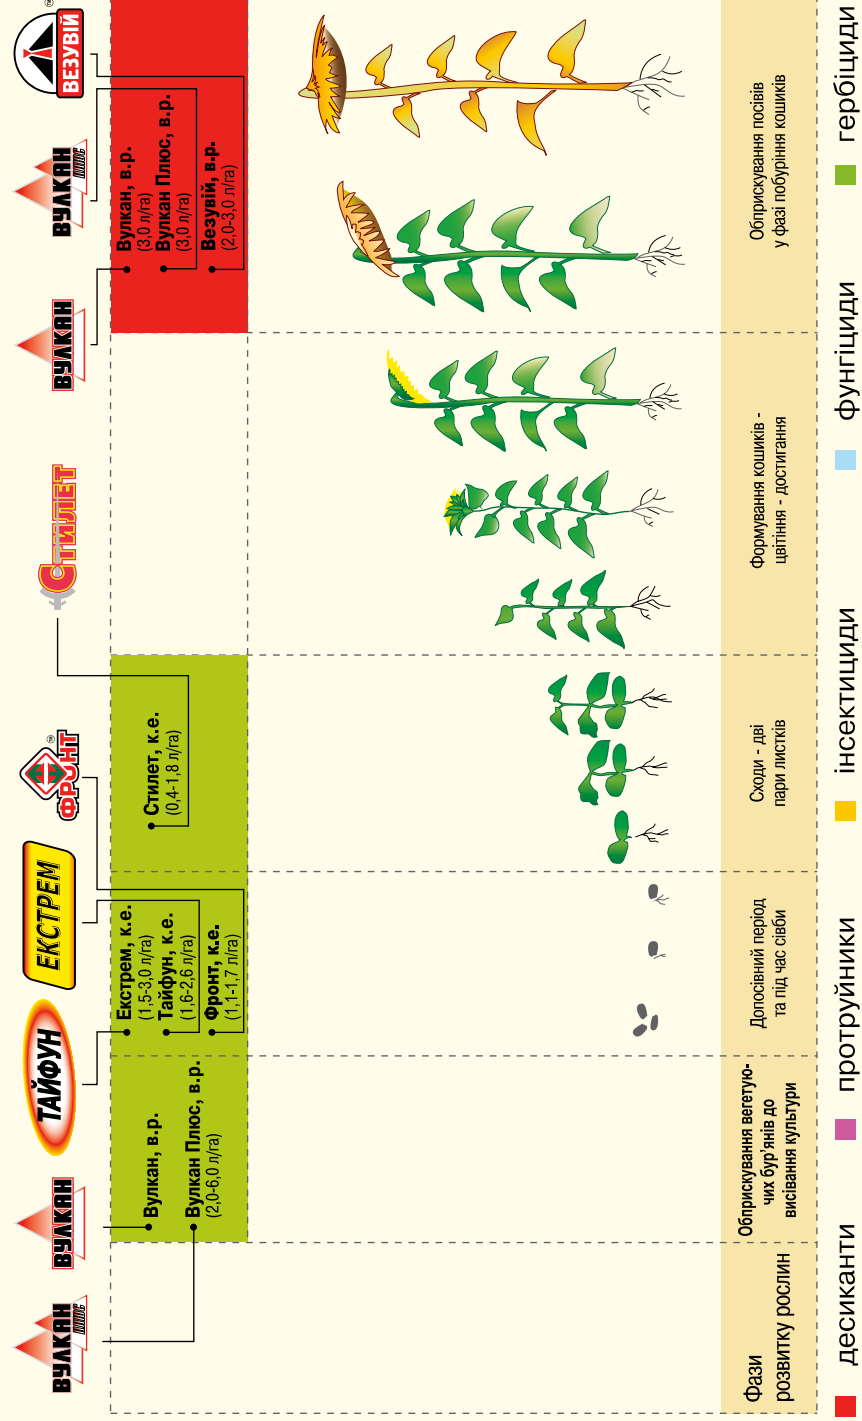 ВУЛКАН
ПЛЮС
ВУЛКАН
ТАЙФУН
ЕКСТРЕМ
ФРОНТ
TM
СТИЛЕТ
ВУЛКАН
ВУЛКАН
ПЛЮС
ВЕЗУВІЙ
TM
Вулкан, в.р.
Вулкан Плюс, в.р.
(2,0-6,0 л/га)
Екстрем, к.е.
(1,5-3,0 л/га)
Тайфун, к.е.
(1,6-2,6 л/га)
Фронт, к.е.
(1,1-1,7 л/га)
Стилет, к.е.
(0,4-1,8 л/га)
Вулкан, в.р.
(3,0 л/га)
Вулкан Плюс, в.р.
(3,0 л/га)
Везувій, в.р.
(2,0-3,0 л/га)
Фази
розвитку рослин
Обприскування вегетую-
чих бур'янів до
висівання культури
Допосівний період
та під час сівби
Сходи - дві
пари листків
Формування кошиків -
цвітіння - достигання
Обприскування посівів
у фазі побуріння кошиків
десиканти
протруйники
інсектициди
фунгіциди
гербіциди